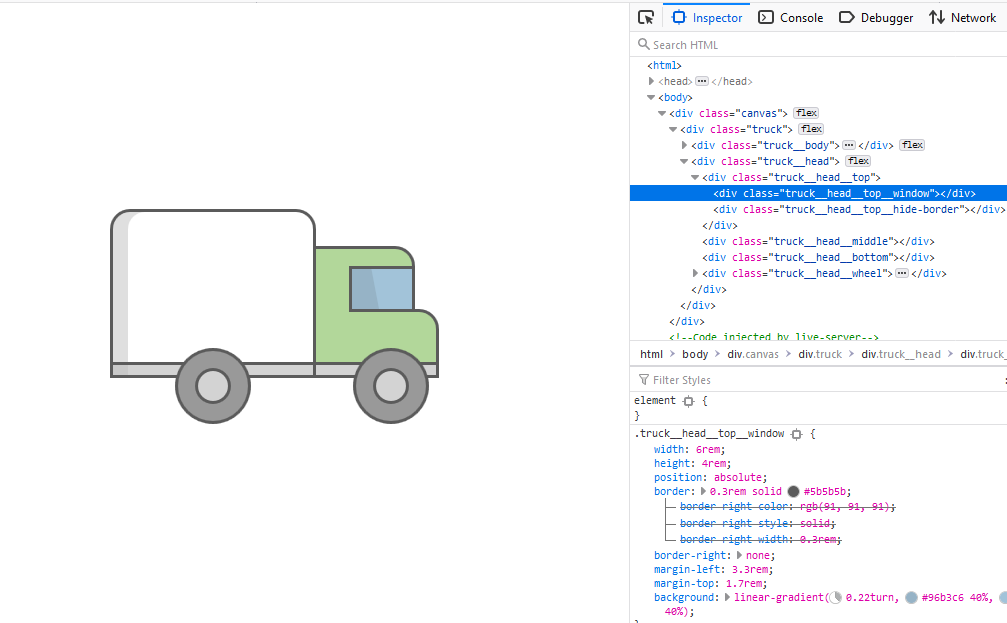 Inspector Console Debugger Network
Search HTML
<html>
<head> ••• </head>
<body>
<div class="canvas"> flex
<div class="truck"> flex
<div class="truck__body"> ••• </div> flex
<div class="truck__head"> flex
<div class="truck__head__top">
<div class="truck__head__top__window"></div>
<div class="truck__head__top__hide-border"></div>
</div>
<div class="truck__head__middle"></div>
<div class="truck__head__bottom"></div>
<div class="truck__head__wheel"> ••• </div>
</div>
</div>
</div>
<!--Code injected by live-server-->
html > body > div.canvas > div.truck > div.truck__head > div.truck_
Filter Styles
element {
}
.truck__head__top__window {
width: 6rem;
height: 4rem;
position: absolute;
border: 0.3rem solid #5b5b5b;
border-right-color: rgb(91, 91, 91);
border-right-style: solid;
border-right-width: 0.3rem;
border-right: none;
margin-left: 3.3rem;
margin-top: 1.7rem;
background: linear-gradient( 0.22turn, #96b3c6 40%,
40%);